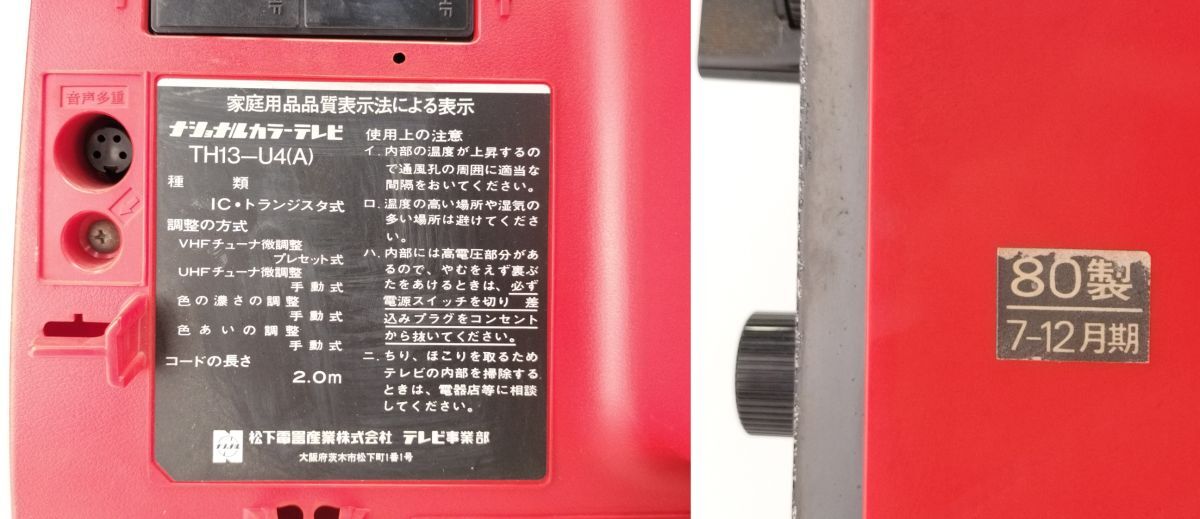 HF
HF
音声多重
家庭用品品質表示法による表示
ナショナルカラーテレビ
TH13-U4(A)
種類
IC・トランジスタ式
調整の方式
VHFチューナ微調整
プレセット式
UHFチューナ微調整
手動式
色の濃さの調整
手動式
色あいの調整
手動式
コードの長さ
2.0m
使用上の注意
イ.内部の温度が上昇するの
で通風孔の周囲に適当な
間隔をおいてください。
ロ.温度の高い場所や湿気の
多い場所は避けてくださ
い。
ハ.内部には高電圧部分があ
るので、やむをえず裏ぶ
たをあけるときは、必ず
電源スイッチを切り 差
込みプラグをコンセント
から抜いてください。
ニ.ちり、ほこりを取るため
テレビの内部を掃除する
ときは、電器店等に相談
してください。
松下電器産業株式会社 テレビ事業部
大阪府茨木市松下町1番1号
80製
7-12月期